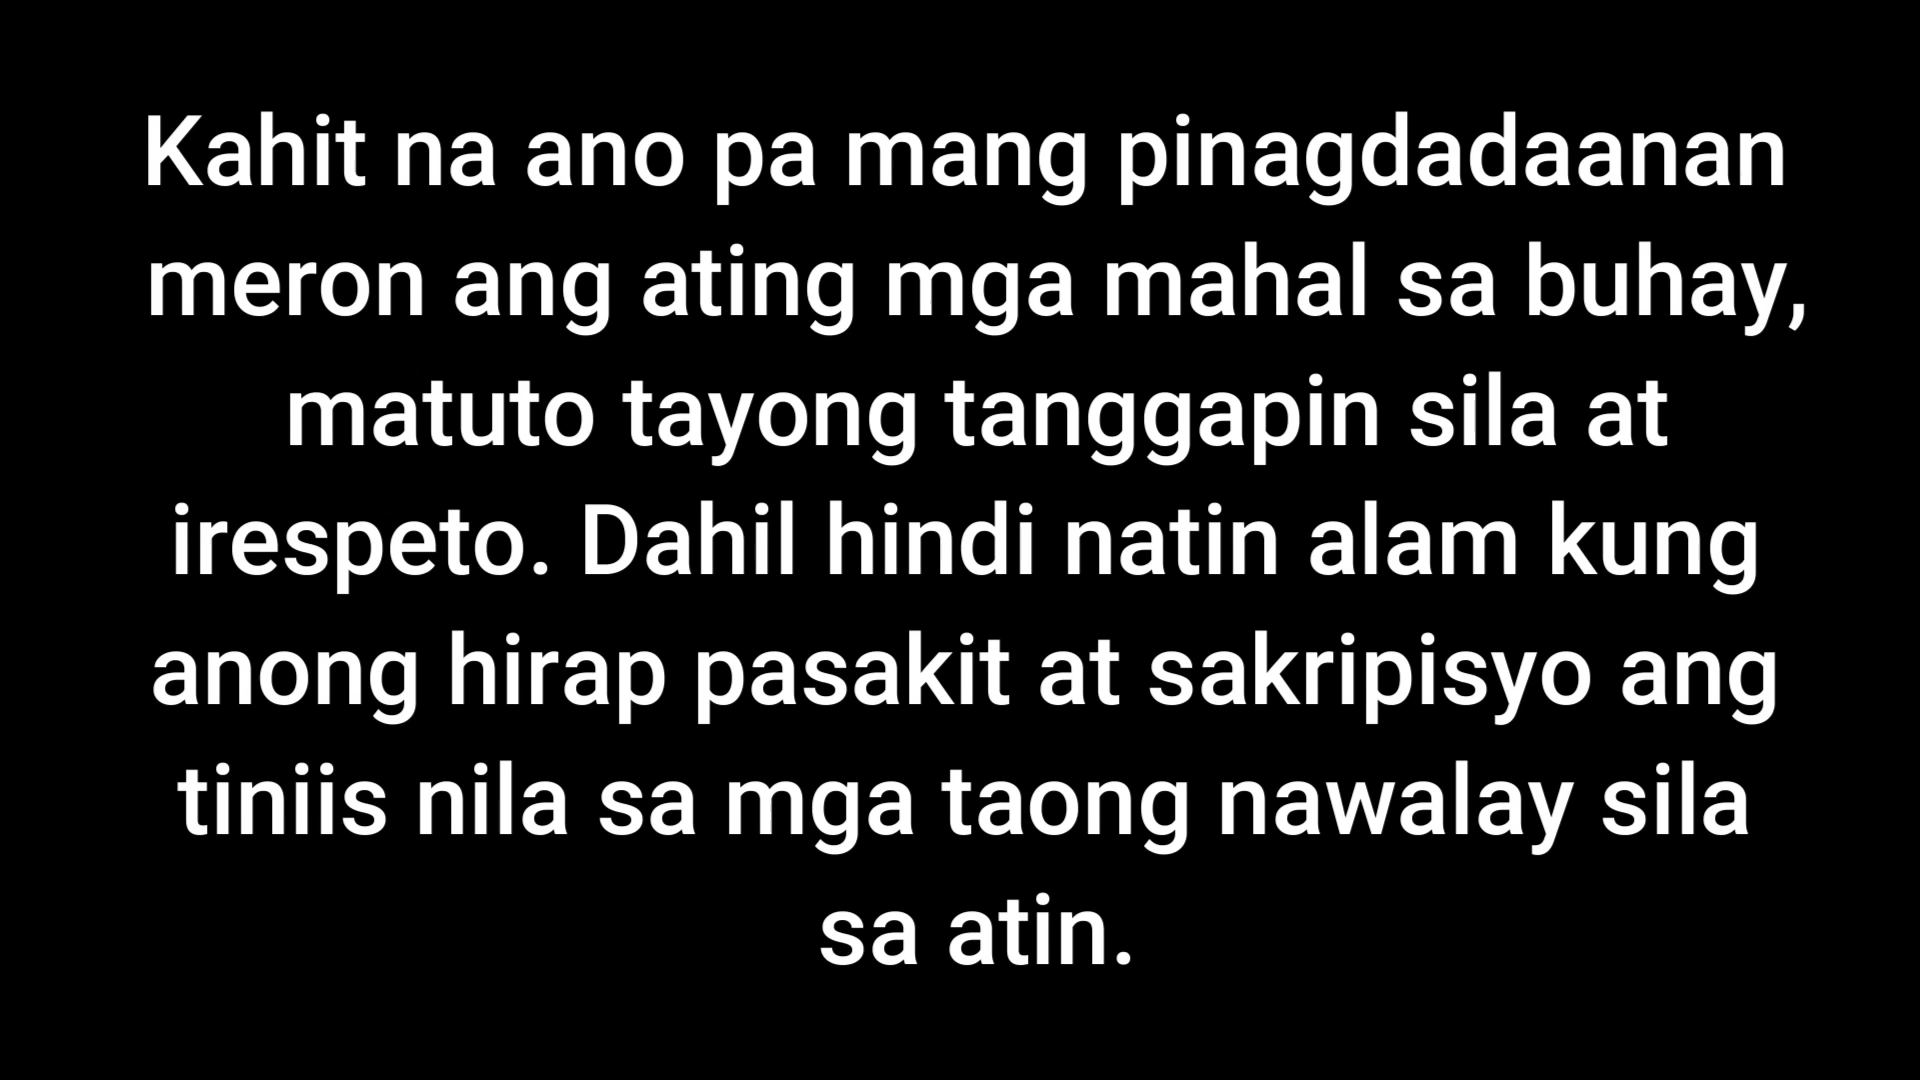 Kahit na ano pa mang pinagdadaanan
meron ang ating mga mahal sa buhay,
matuto tayong tanggapin sila at
irespeto. Dahil hindi natin alam kung
anong hirap pasakit at sakripisyo ang
tiniis nila sa mga taong nawalay sila
sa atin.